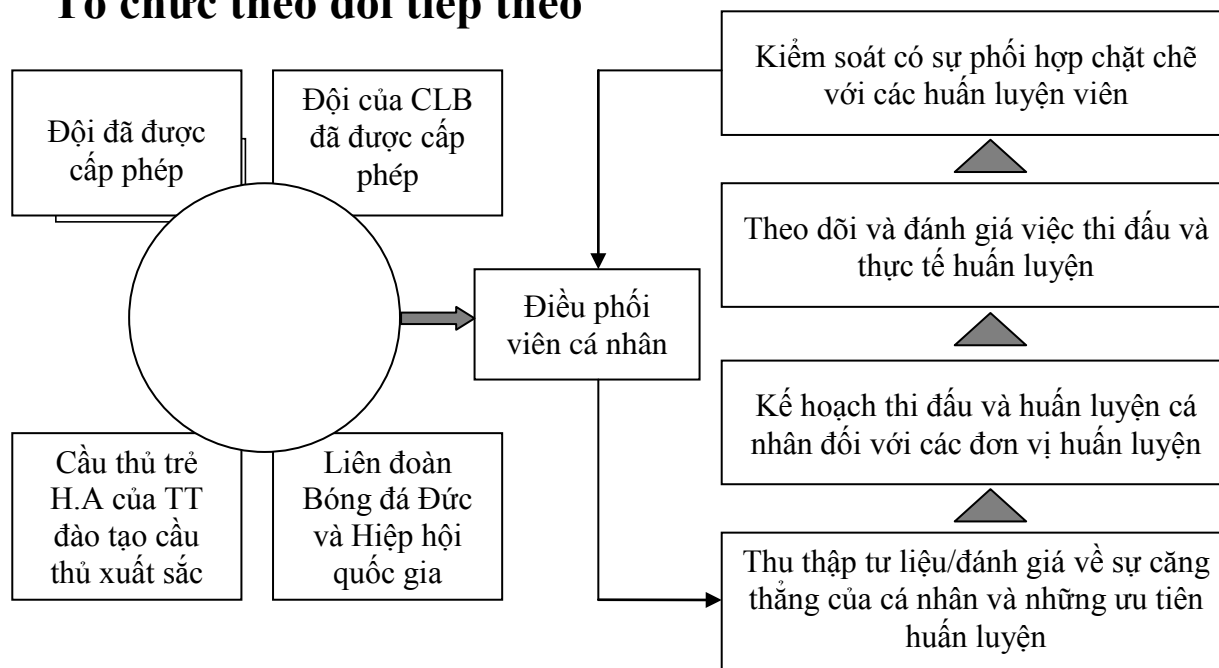 Tổ chức theo dõi tiếp theo
Đội đã được
cấp phép
Đội của CLB
đã được cấp
phép
Cầu thủ trẻ
H.A của TT
đào tạo cầu
thủ xuất sắc
Liên đoàn
Bóng đá Đức
và Hiệp hội
quốc gia
Điều phối
viên cá nhân
Kiểm soát có sự phối hợp chặt chẽ
với các huấn luyện viên
Theo dõi và đánh giá việc thi đấu và
thực tế huấn luyện
Kế hoạch thi đấu và huấn luyện cá
nhân đối với các đơn vị huấn luyện
Thu thập tư liệu/đánh giá về sự căng
thẳng của cá nhân và những ưu tiên
huấn luyện